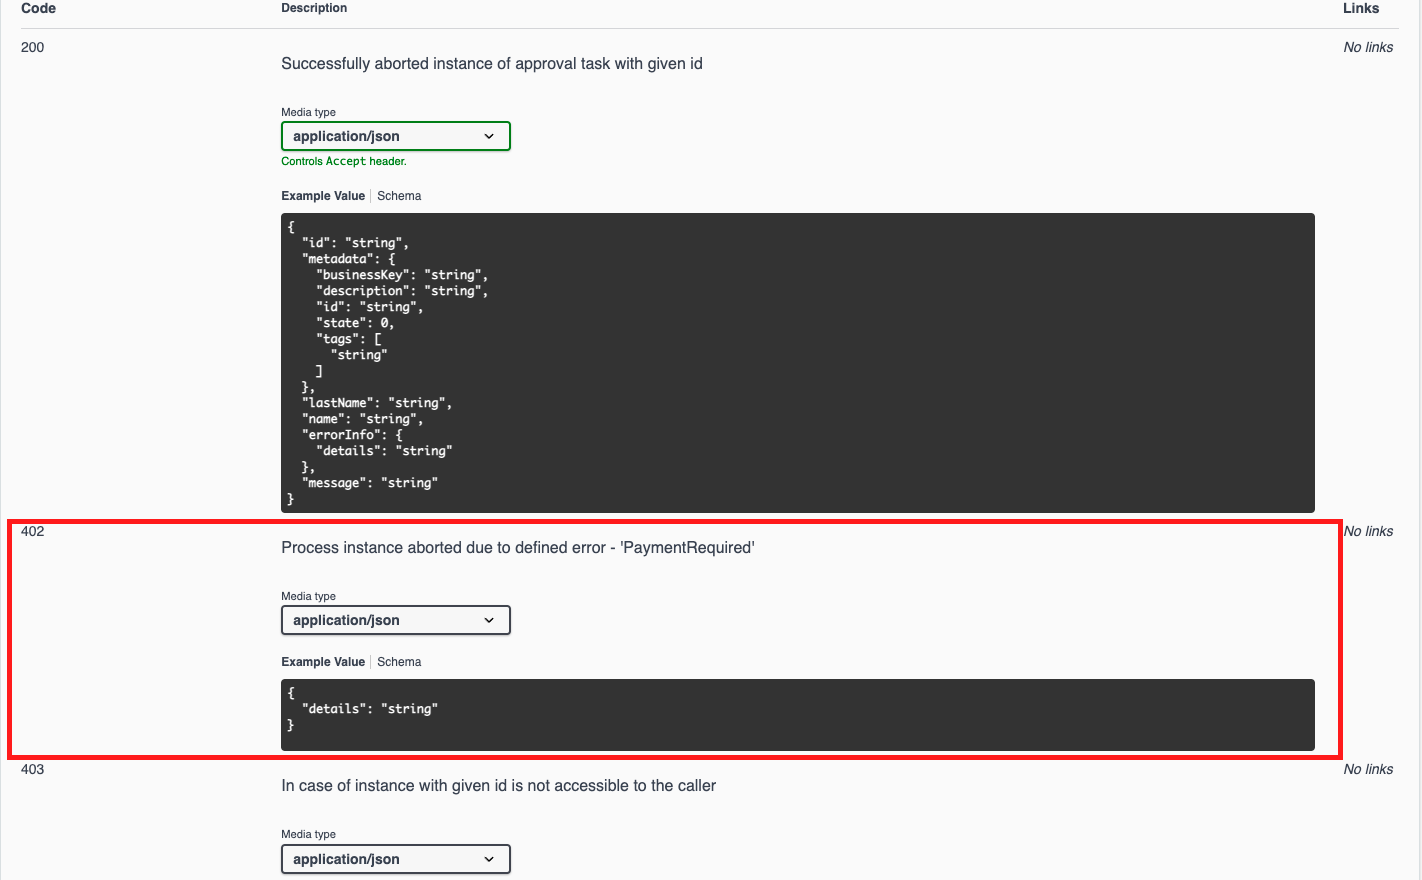 Code Description Links
200 No links
Successfully aborted instance of approval task with given id
Media type
application/json
Controls Accept header.
Example Value Schema
{
"id": "string",
"metadata": {
"businessKey": "string",
"description": "string",
"id": "string",
"state": 0,
"tags": [
"string"
]
},
"lastName": "string",
"name": "string",
"errorInfo": {
"details": "string"
},
"message": "string"
}
402 No links
Process instance aborted due to defined error - 'PaymentRequired'
Media type
application/json
Example Value Schema
{
"details": "string"
}
403 No links
In case of instance with given id is not accessible to the caller
Media type
application/json